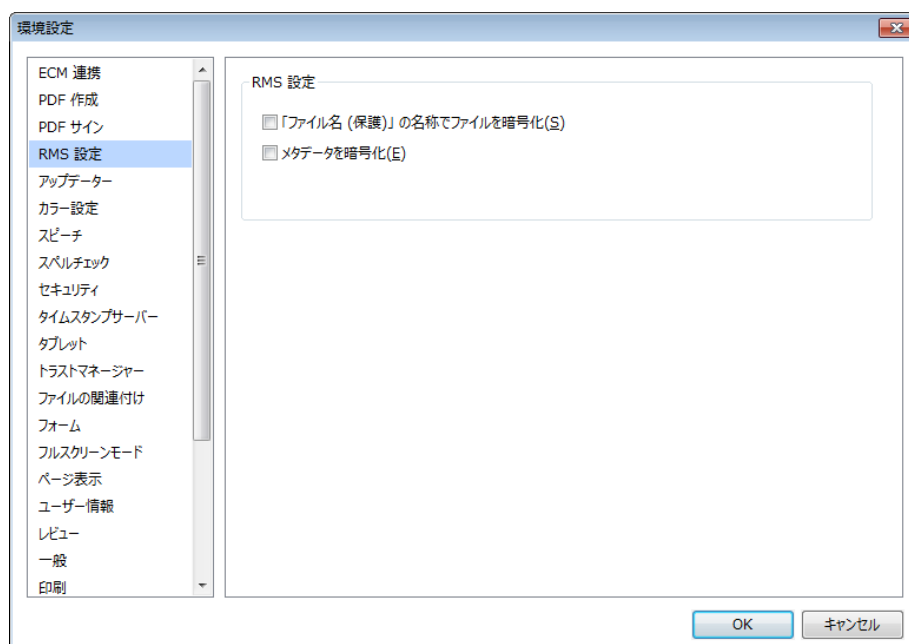 環境設定
ECM 連携
PDF 作成
PDF サイン
RMS 設定
アップデーター
カラー設定
スピーチ
スペルチェック
セキュリティ
タイムスタンプサーバー
タブレット
トラストマネージャー
ファイルの関連付け
フォーム
フルスクリーンモード
ページ表示
ユーザー情報
レビュー
一般
印刷
RMS 設定
「ファイル名 (保護)」の名称でファイルを暗号化(S)
メタデータを暗号化(E)
OK
キャンセル